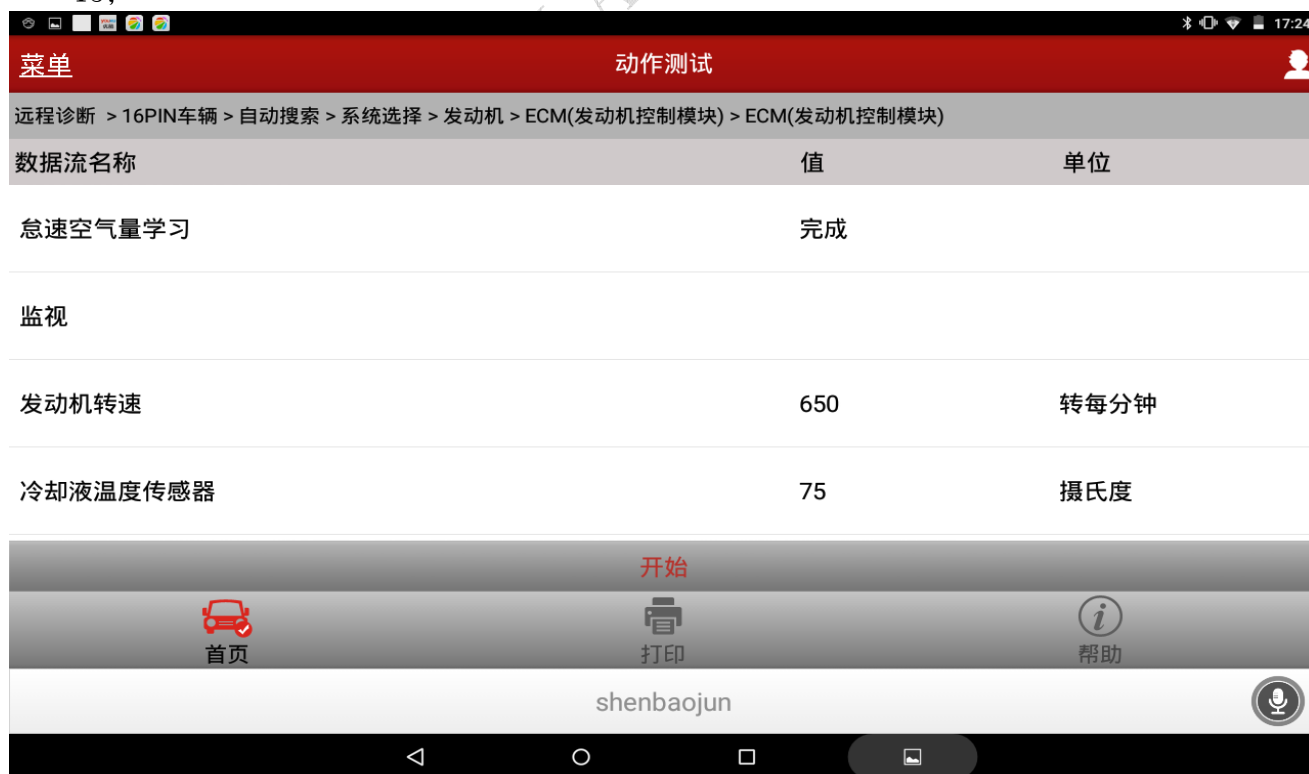 17:24
菜单 动作测试
远程诊断 > 16PIN车辆 > 自动搜索 > 系统选择 > 发动机 > ECM(发动机控制模块) > ECM(发动机控制模块)
数据流名称 值 单位
怠速空气量学习 完成
监视
发动机转速 650 转每分钟
冷却液温度传感器 75 摄氏度
开始
首页 打印 帮助
shenbaojun